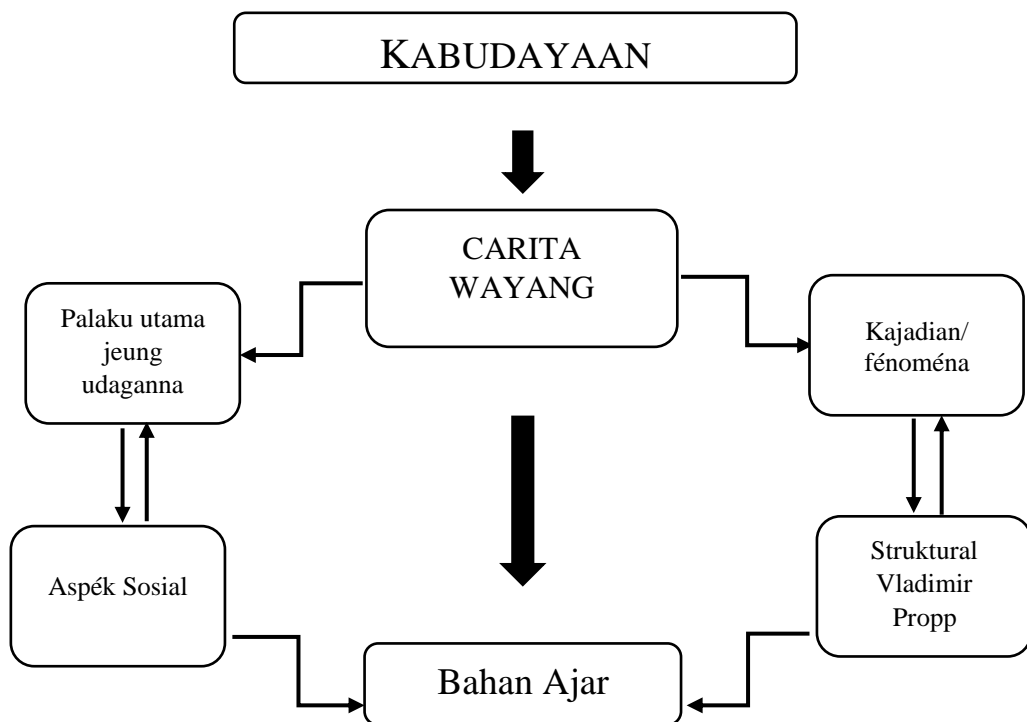 KABUDAYAAN
CARITA
WAYANG
Palaku utama
jeung
udaganna
Kajadian/
fénoména
Aspék Sosial
Struktural
Vladimir
Propp
Bahan Ajar